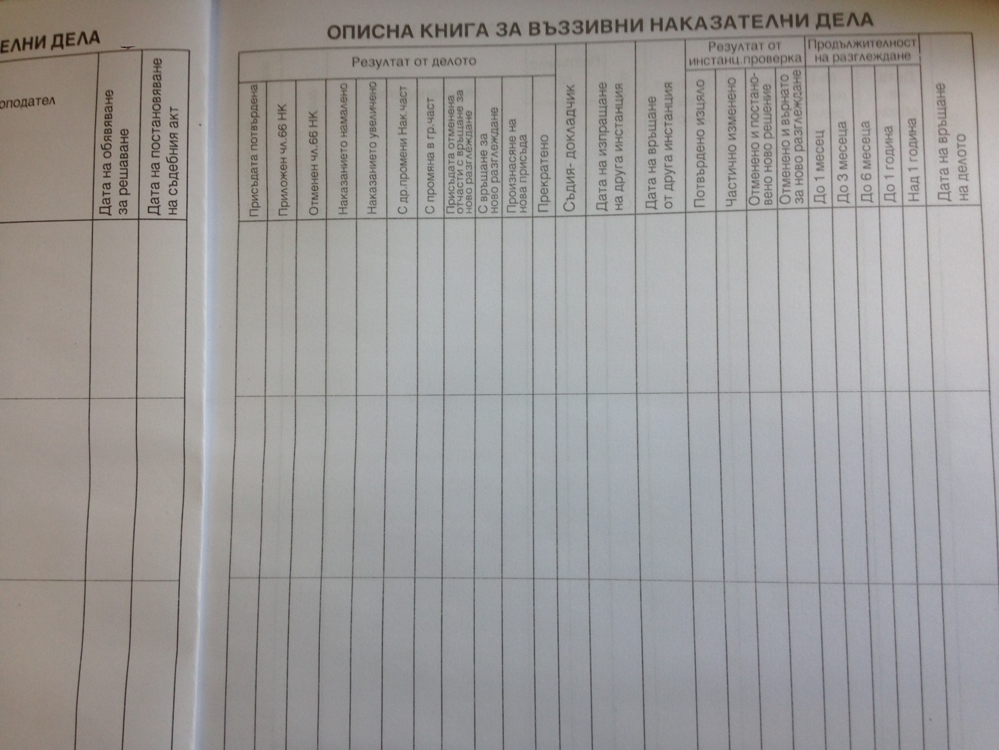 ЕЛНИ ДЕЛА
оподател
Дата на обявяване
за решаване
Дата на постановяване
на съдебния акт
ОПИСНА КНИГА ЗА ВЪЗЗИВНИ НАКАЗАТЕЛНИ ДЕЛА
Резултат от делото
Присъдата потвърдена
Приложен чл.66 НК
Отменен чл.66 НК
Наказанието намалено
Наказанието увеличено
С др.промени Нак.част
С промяна в гр.част
Присъдата отменена
отчасти с връщане за
ново разглеждане
С връщане за
ново разглеждане
Произнасяне на
нова присъда
Прекратено
Съдия- докладчик
Дата на изпращане
на друга инстанция
Дата на връщане
от друга инстанция
Резултат от
инстанц.проверка
Потвърдено изцяло
Частично изменено
Отменено и постано-
вено ново решение
Отменено и върнато
за ново разглеждане
Продължителност
на разглеждане
До 1 месец
До 3 месеца
До 6 месеца
До 1 година
Над 1 година
Дата на връщане
на делото